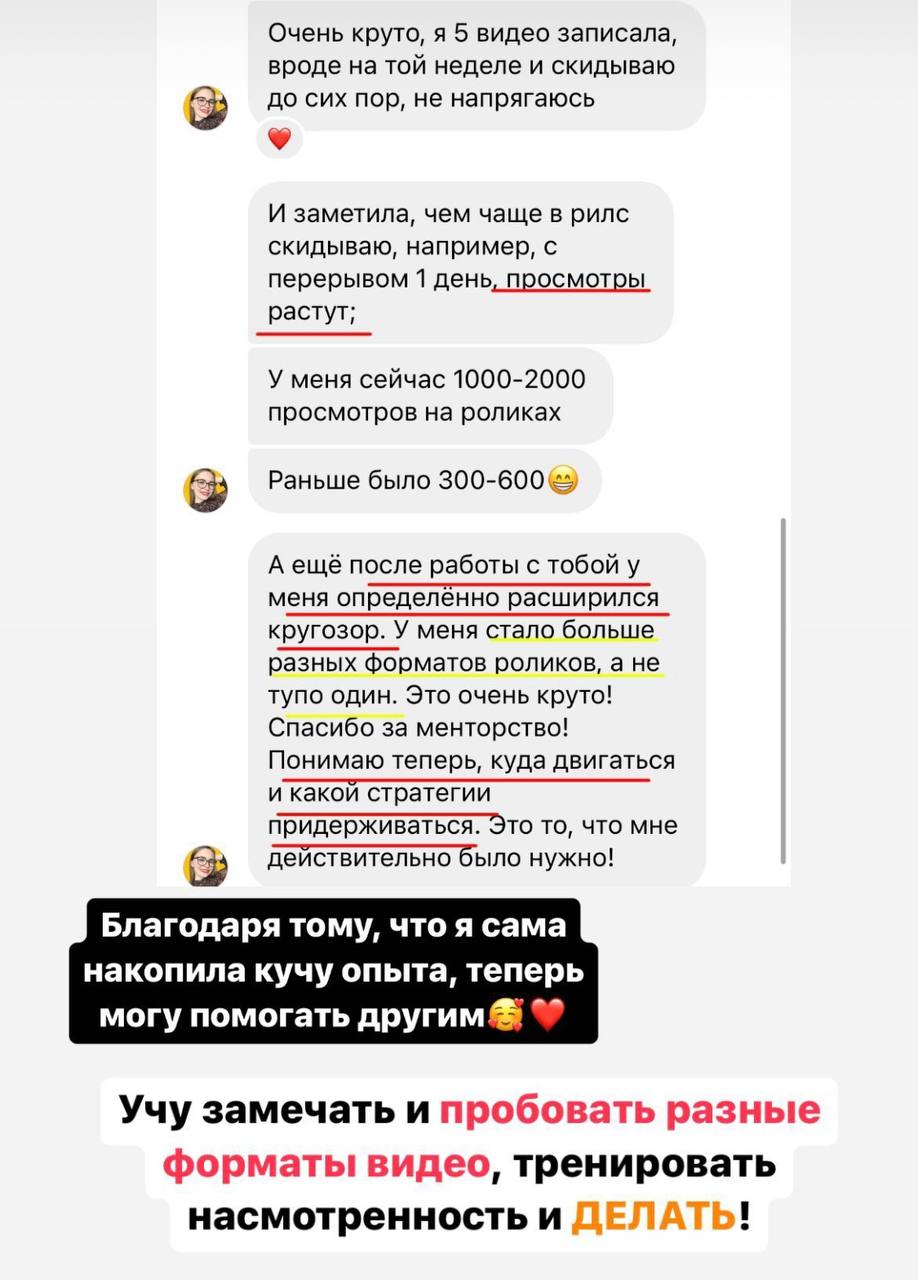 Очень круто, я 5 видео записала,
вроде на той неделе и скидываю
до сих пор, не напрягаюсь
❤️
И заметила, чем чаще в рилс
скидываю, например, с
перерывом 1 день, просмотры
растут;
У меня сейчас 1000-2000
просмотров на роликах
Раньше было 300-600😁
А ещё после работы с тобой у
меня определённо расширился
кругозор. У меня стало больше
разных форматов роликов, а не
тупо один. Это очень круто!
Спасибо за менторство!
Понимаю теперь, куда двигаться
и какой стратегии
придерживаться. Это то, что мне
действительно было нужно!
Благодаря тому, что я сама
накопила кучу опыта, теперь
могу помогать другим🥰❤️
Учу замечать и пробовать разные
форматы видео, тренировать
насмотренность и ДЕЛАТЬ!